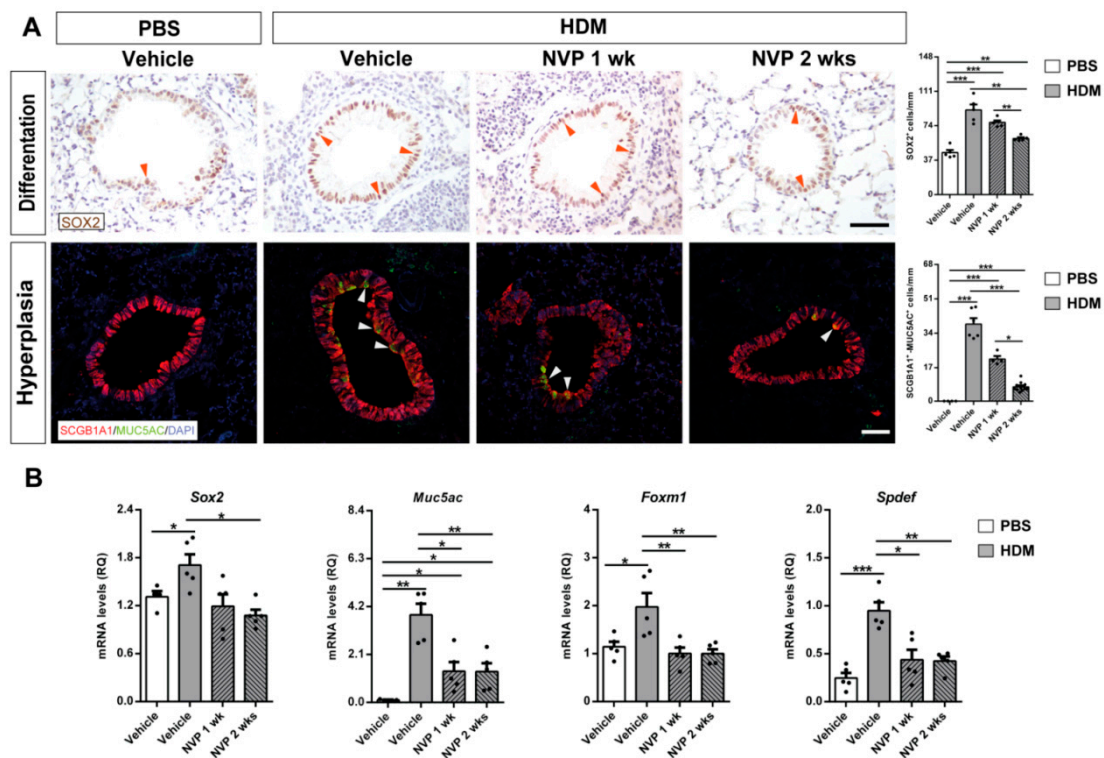 A
PBS
HDM
Vehicle
Vehicle
NVP 1 wk
NVP 2 wks
Differentation
SOX2
SOX2⁺ cells/mm
148
111
74
37
0
**
***
***
**
**
Vehicle
Vehicle
NVP 1 wk
NVP 2 wks
PBS
HDM
Hyperplasia
SCGB1A1/MUC5AC/DAPI
SCGB1A1⁺-MUC5AC⁺ cells/mm
68
51
34
17
0
***
***
***
***
*
Vehicle
Vehicle
NVP 1 wk
NVP 2 wks
PBS
HDM
B
Sox2
mRNA levels (RQ)
2.4
1.8
1.2
0.6
0.0
*
*
Vehicle
Vehicle
NVP 1 wk
NVP 2 wks
Muc5ac
mRNA levels (RQ)
8.4
6.3
4.2
2.1
0.0
**
*
*
*
**
Vehicle
Vehicle
NVP 1 wk
NVP 2 wks
Foxm1
mRNA levels (RQ)
4
3
2
1
0
**
**
*
Vehicle
Vehicle
NVP 1 wk
NVP 2 wks
Spdef
mRNA levels (RQ)
2.0
1.5
1.0
0.5
0.0
**
*
***
Vehicle
Vehicle
NVP 1 wk
NVP 2 wks
PBS
HDM